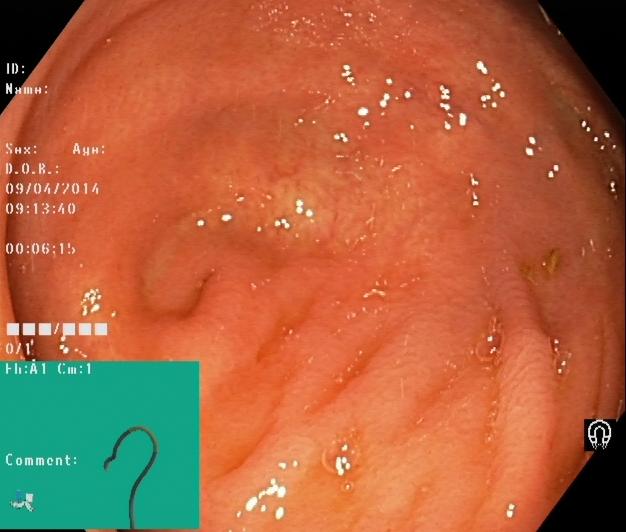 ID:
Name:
Sex: Age:
D.O.B.:
09/04/2014
09:13:40
00:06:15
■■■/■■■
0/1
Eh:A1 Cm:1
Comment: